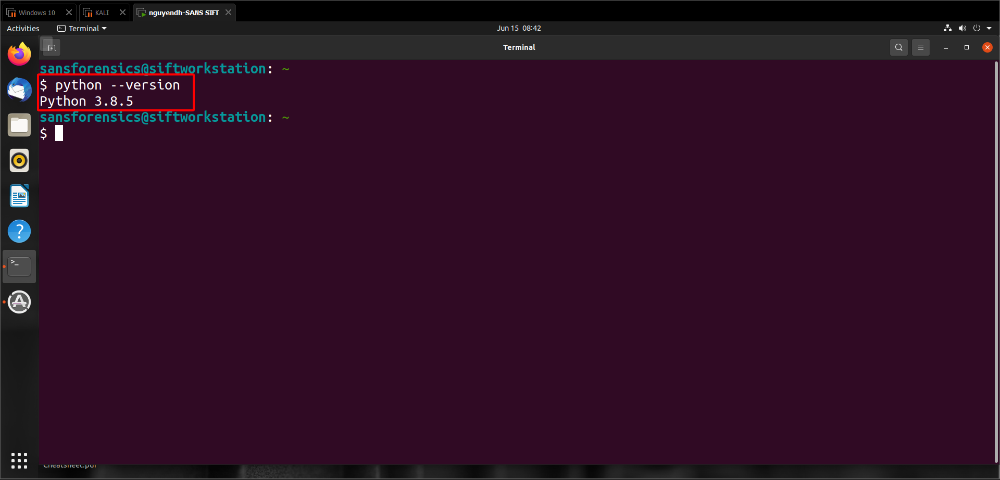 Windows 10
KALI
nguyendh-SANS SIFT
Activities
Terminal
Jun 15 08:42
Terminal
sansforensics@siftworkstation: ~
$ python --version
Python 3.8.5
sansforensics@siftworkstation: ~
$
Cheatsheet.pdf